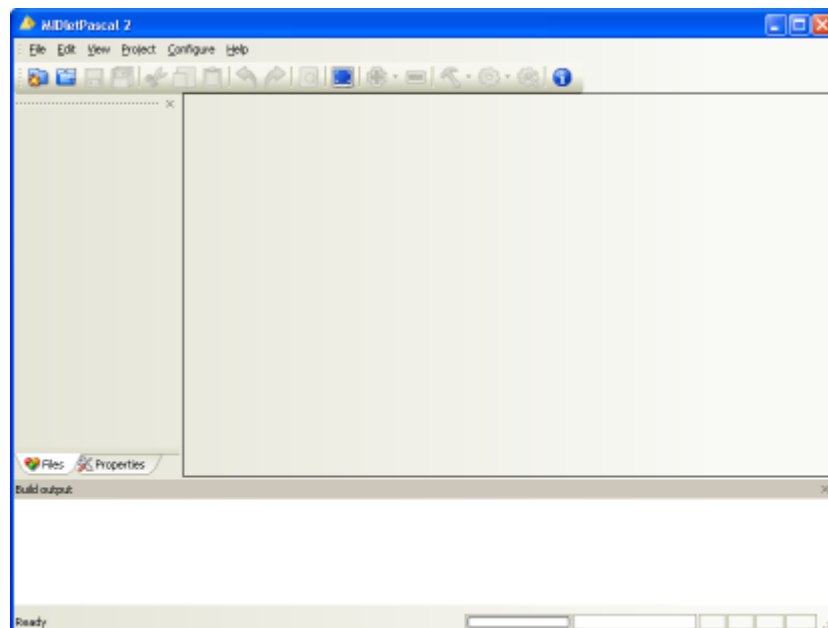 MIDletPascal 2
File Edit View Project Configure Help
Files Properties
Build output
Ready